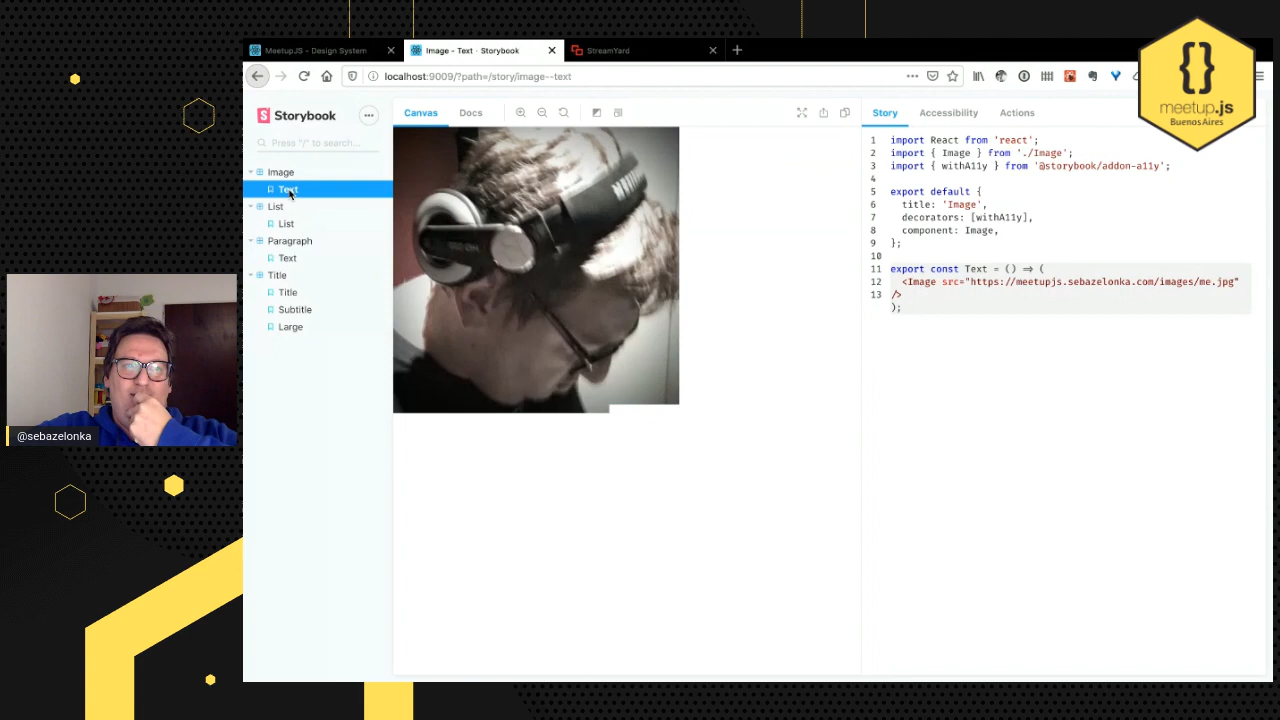 MeetupJS - Design System
Image - Text · Storybook
StreamYard
localhost:9009/?path=/story/image--text
{}
meetup.js
Buenos Aires
Storybook
Press "/" to search...
Image
Text
List
List
Paragraph
Text
Title
Title
Subtitle
Large
Canvas
Docs
Story
Accessibility
Actions
1 import React from 'react';
2 import { Image } from './Image';
3 import { withA11y } from '@storybook/addon-a11y';
4
5 export default {
6 title: 'Image',
7 decorators: [withA11y],
8 component: Image,
9 };
10
11 export const Text = () => (
12 <Image src="https://meetupjs.sebazelonka.com/images/me.jpg"
13 />
);
@sebazelonka